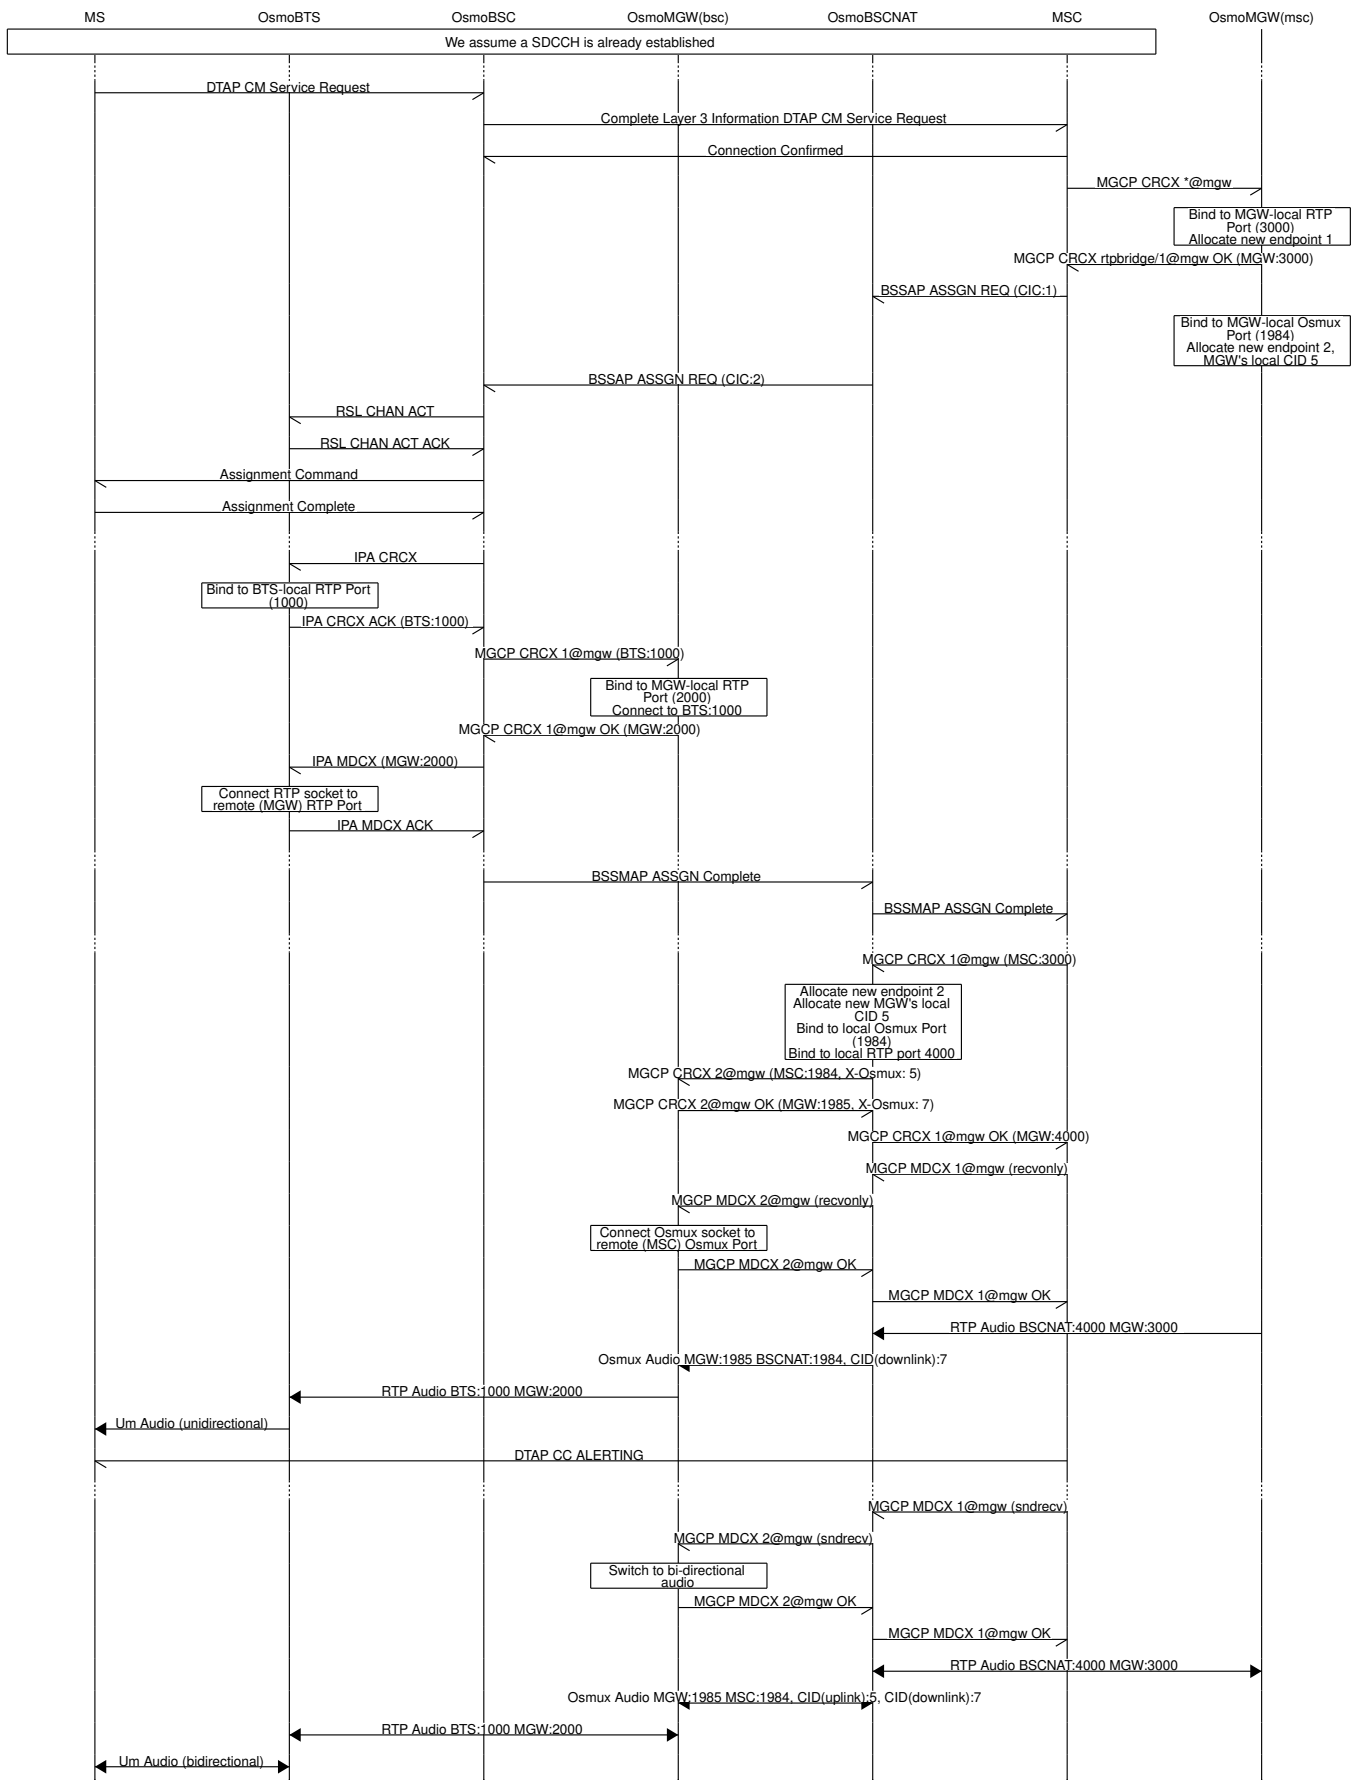 MS OsmoBTS OsmoBSC OsmoMGW(bsc) OsmoBSCNAT MSC OsmoMGW(msc)
We assume a SDCCH is already established
DTAP CM Service Request
Complete Layer 3 Information DTAP CM Service Request
Connection Confirmed
MGCP CRCX *@mgw
Bind to MGW-local RTP
Port (3000)
Allocate new endpoint 1
MGCP CRCX rtpbridge/1@mgw OK (MGW:3000)
BSSAP ASSGN REQ (CIC:1)
Bind to MGW-local Osmux
Port (1984)
Allocate new endpoint 2,
MGW's local CID 5
BSSAP ASSGN REQ (CIC:2)
RSL CHAN ACT
RSL CHAN ACT ACK
Assignment Command
Assignment Complete
IPA CRCX
Bind to BTS-local RTP Port
(1000)
IPA CRCX ACK (BTS:1000)
MGCP CRCX 1@mgw (BTS:1000)
Bind to MGW-local RTP
Port (2000)
Connect to BTS:1000
MGCP CRCX 1@mgw OK (MGW:2000)
IPA MDCX (MGW:2000)
Connect RTP socket to
remote (MGW) RTP Port
IPA MDCX ACK
BSSMAP ASSGN Complete
BSSMAP ASSGN Complete
MGCP CRCX 1@mgw (MSC:3000)
Allocate new endpoint 2
Allocate new MGW's local
CID 5
Bind to local Osmux Port
(1984)
Bind to local RTP port 4000
MGCP CRCX 2@mgw (MSC:1984, X-Osmux: 5)
MGCP CRCX 2@mgw OK (MGW:1985, X-Osmux: 7)
MGCP CRCX 1@mgw OK (MGW:4000)
MGCP MDCX 1@mgw (recvonly)
MGCP MDCX 2@mgw (recvonly)
Connect Osmux socket to
remote (MSC) Osmux Port
MGCP MDCX 2@mgw OK
MGCP MDCX 1@mgw OK
RTP Audio BSCNAT:4000 MGW:3000
Osmux Audio MGW:1985 BSCNAT:1984, CID(downlink):7
RTP Audio BTS:1000 MGW:2000
Um Audio (unidirectional)
DTAP CC ALERTING
MGCP MDCX 1@mgw (sndrecv)
MGCP MDCX 2@mgw (sndrecv)
Switch to bi-directional
audio
MGCP MDCX 2@mgw OK
MGCP MDCX 1@mgw OK
RTP Audio BSCNAT:4000 MGW:3000
Osmux Audio MGW:1985 MSC:1984, CID(uplink):5, CID(downlink):7
RTP Audio BTS:1000 MGW:2000
Um Audio (bidirectional)